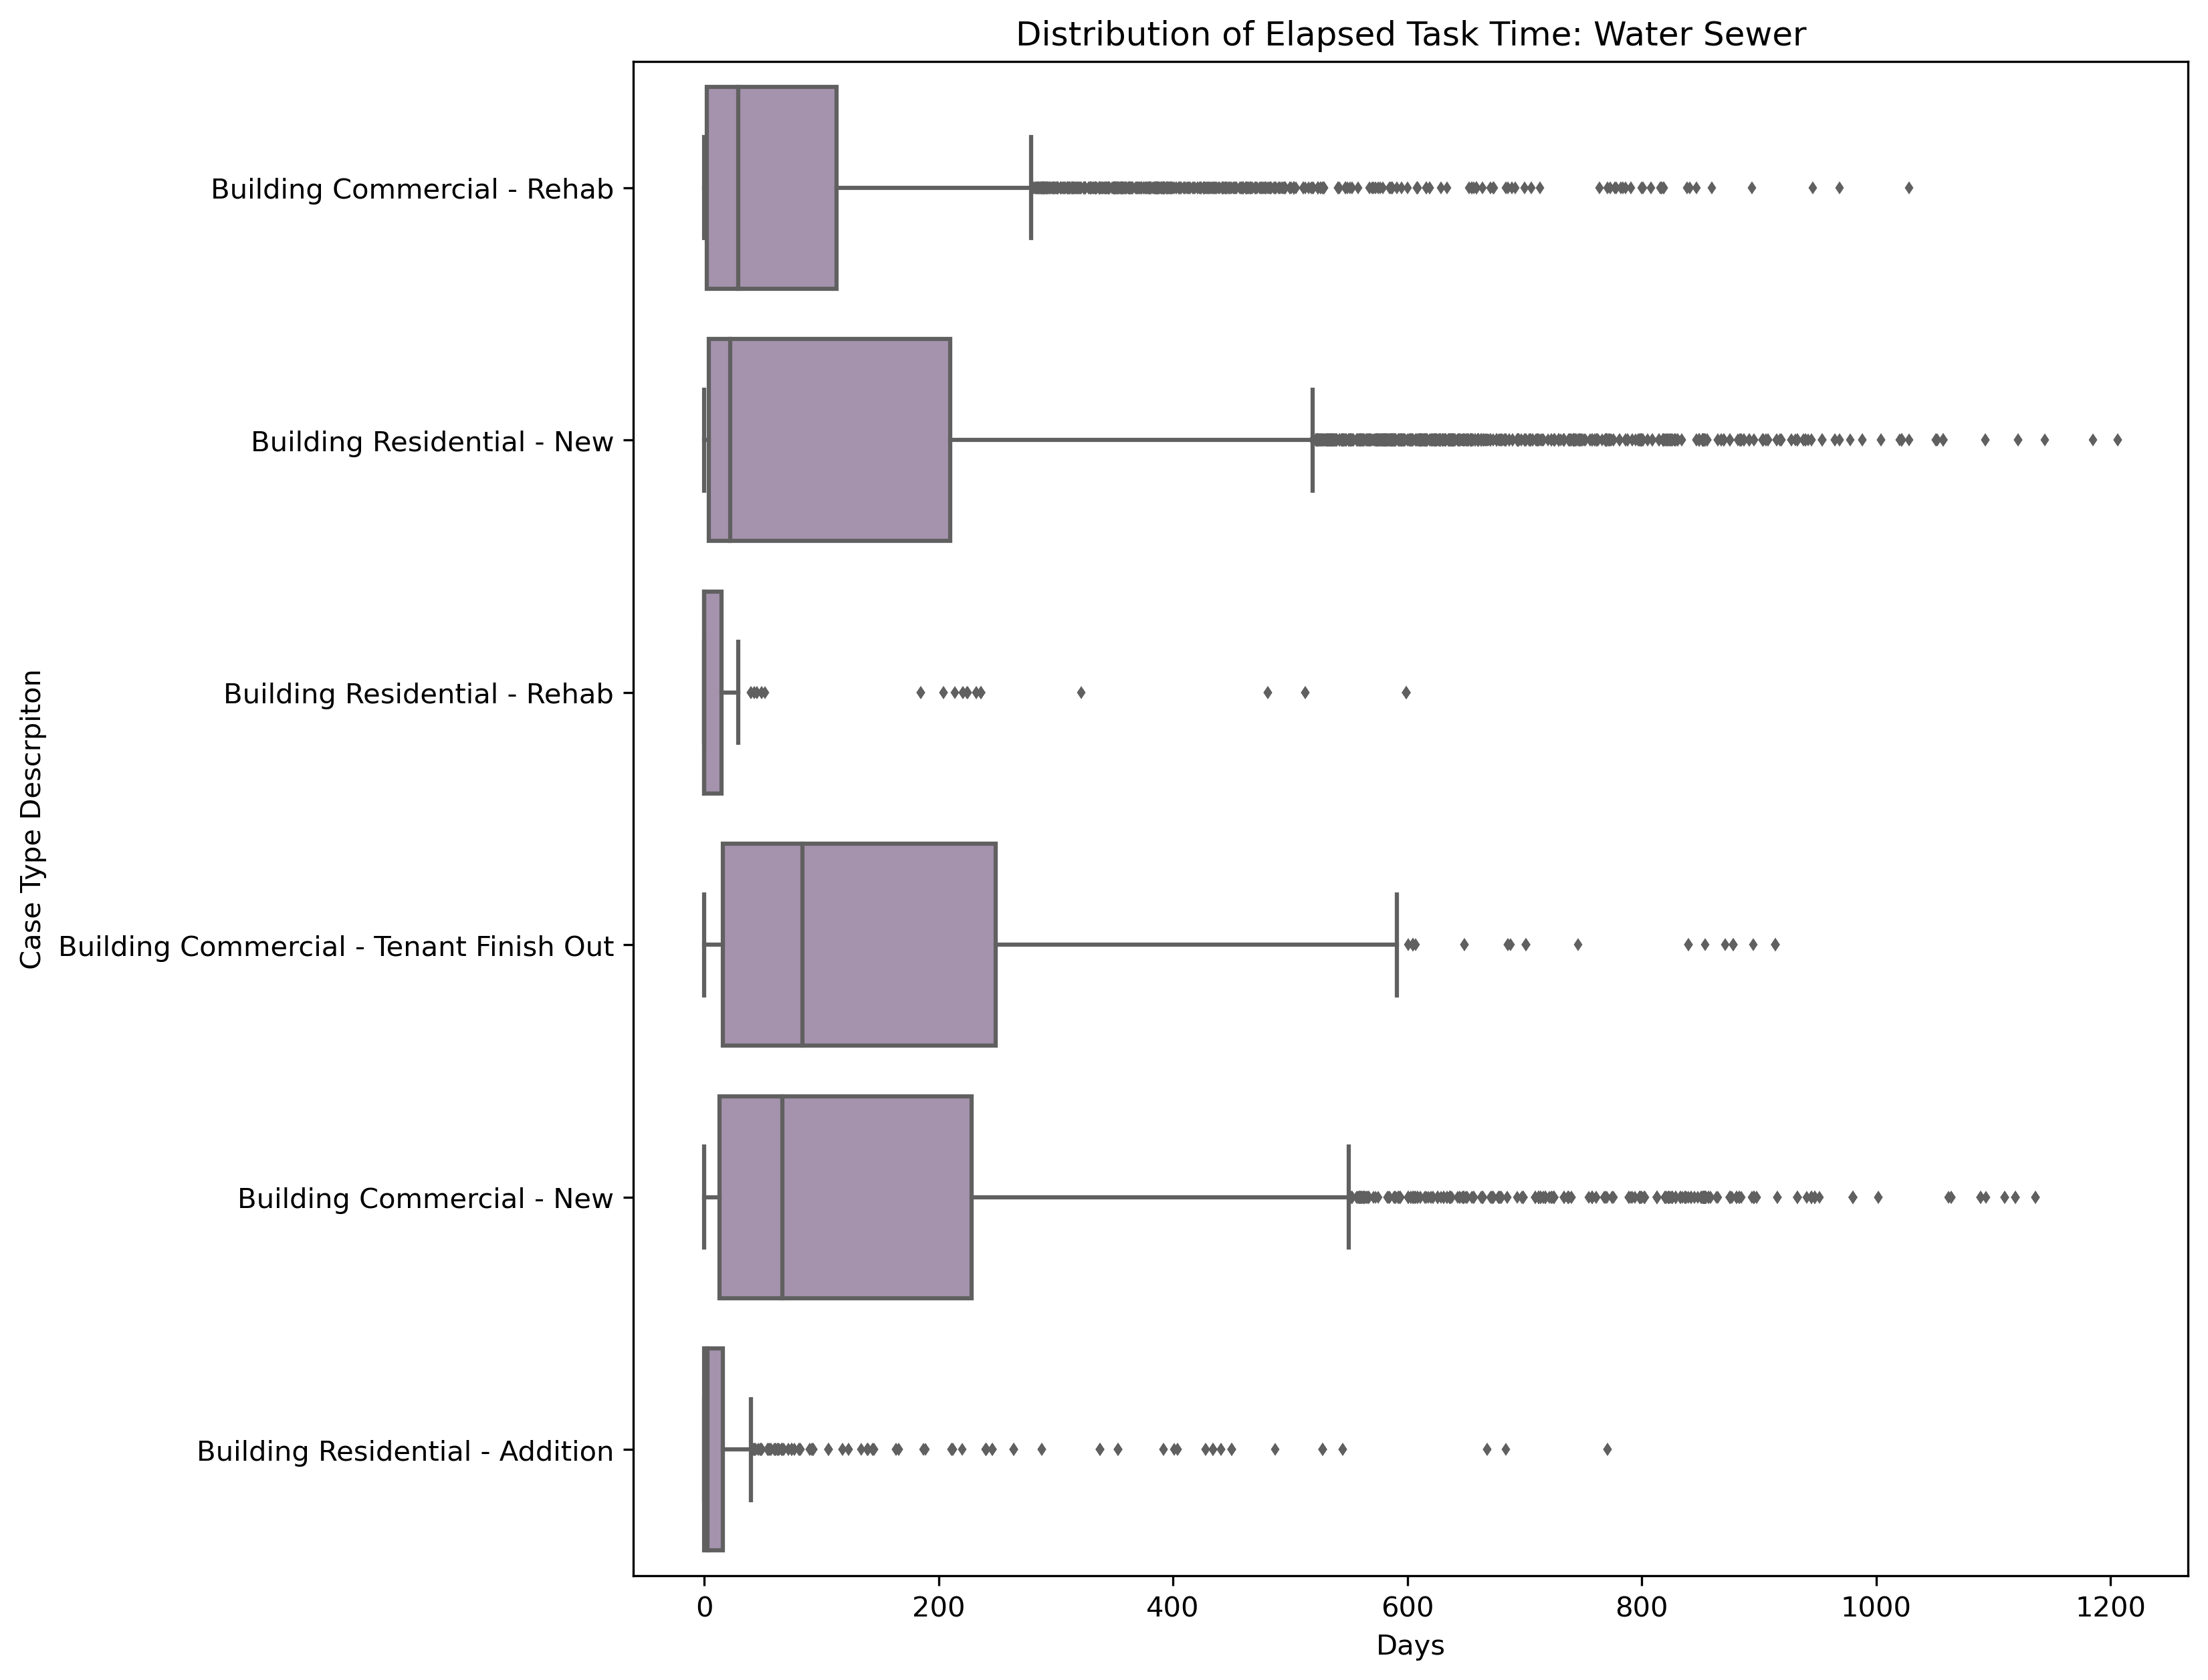 Distribution of Elapsed Task Time: Water Sewer
Case Type Descrpiton
Building Commercial - Rehab
Building Residential - New
Building Residential - Rehab
Building Commercial - Tenant Finish Out
Building Commercial - New
Building Residential - Addition
0 200 400 600 800 1000 1200
Days